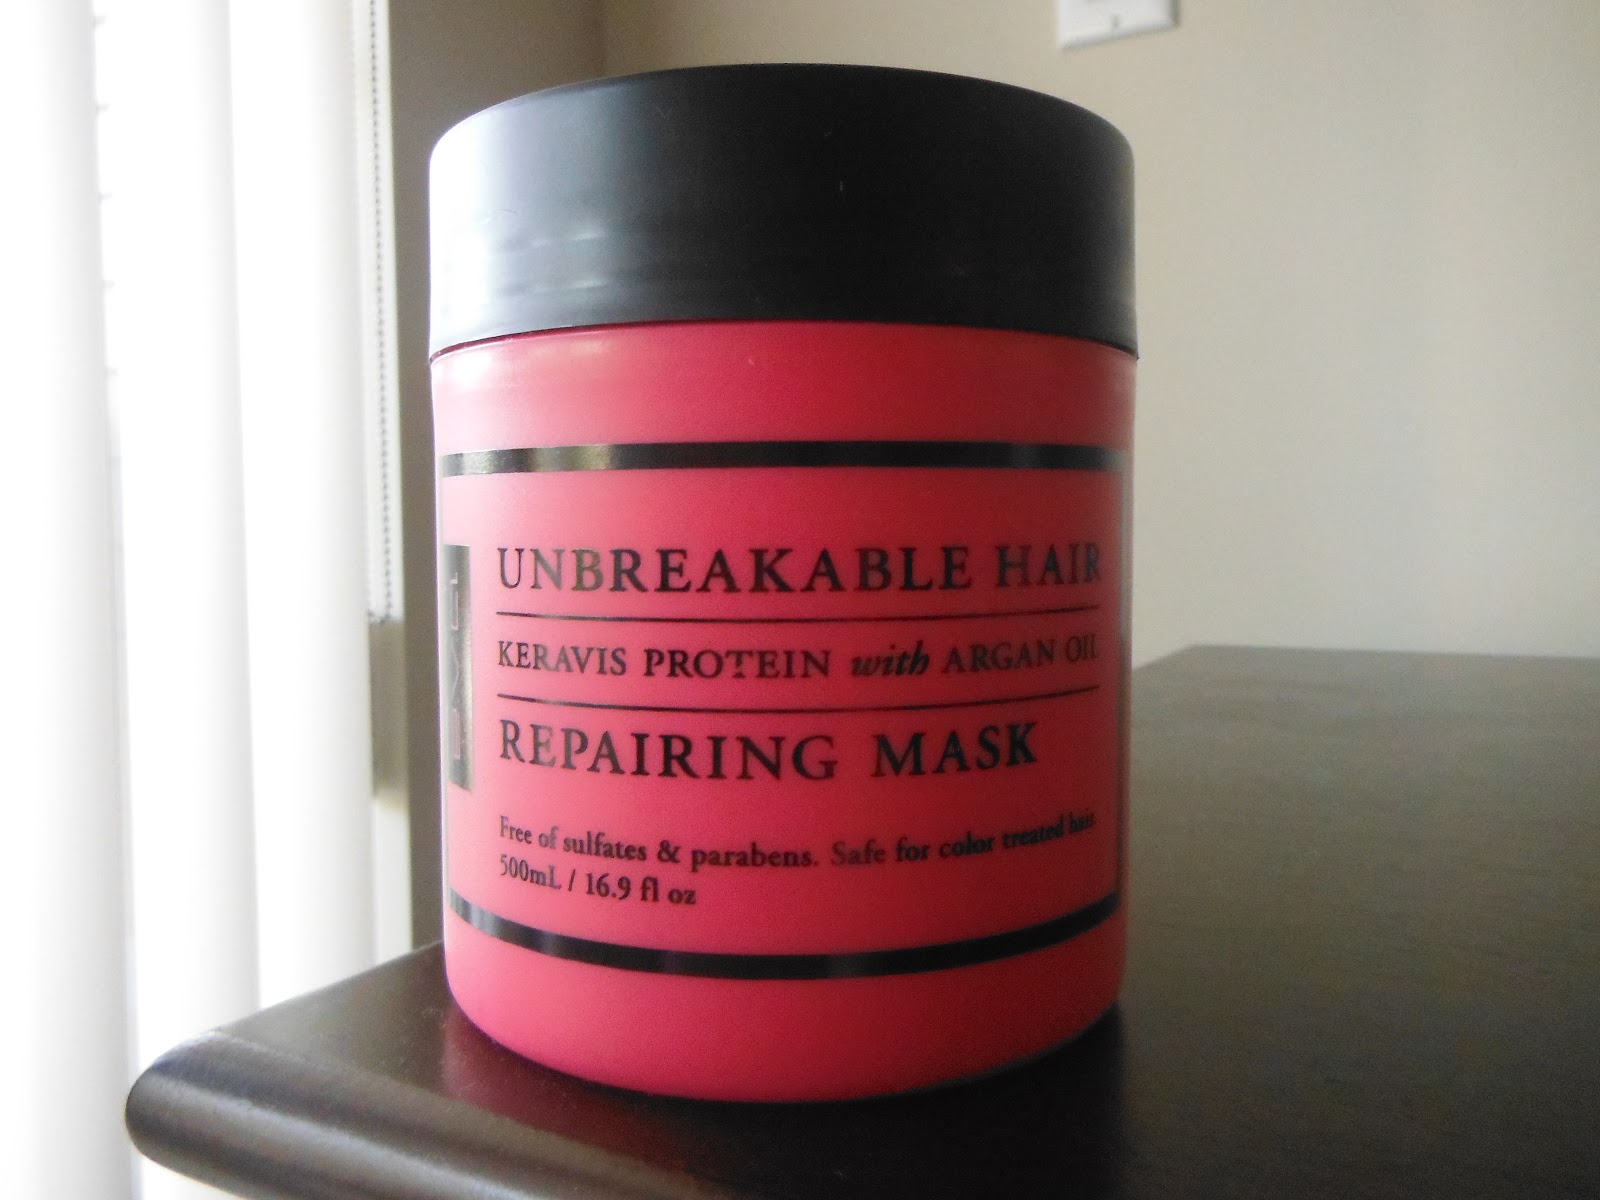 UNBREAKABLE HAIR
KERAVIS PROTEIN with ARGAN OIL
REPAIRING MASK
Free of sulfates & parabens. Safe for color treated hair.
500mL / 16.9 fl oz